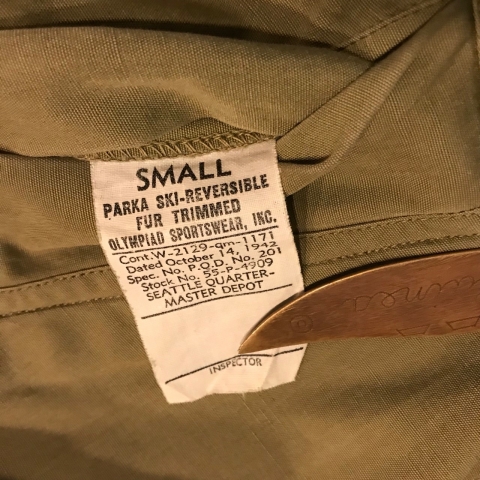 SMALL
PARKA SKI-REVERSIBLE
FUR TRIMMED
OLYMPIAD SPORTSWEAR, INC.
Cont.W-2129-qm-1171
Dated October 14, 1942
Spec. No. P.Q.D. No. 201
Stock No. 55-P-4909
SEATTLE QUARTER-
MASTER DEPOT
INSPECTOR